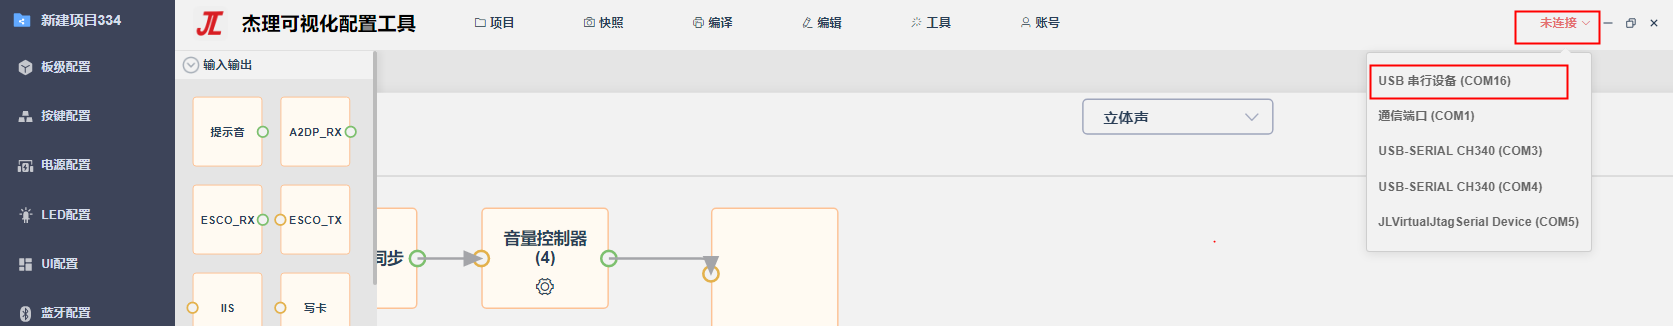 新建项目334
板级配置
按键配置
电源配置
LED配置
UI配置
蓝牙配置
JL 杰理可视化配置工具 项目 快照 编译 编辑 工具 账号 未连接
输入输出
提示音 A2DP_RX
ESCO_RX ESCO_TX
IIS 写卡
立体声
同步
音量控制器
(4)
USB 串行设备 (COM16)
通信端口 (COM1)
USB-SERIAL CH340 (COM3)
USB-SERIAL CH340 (COM4)
JLVirtualJtagSerial Device (COM5)